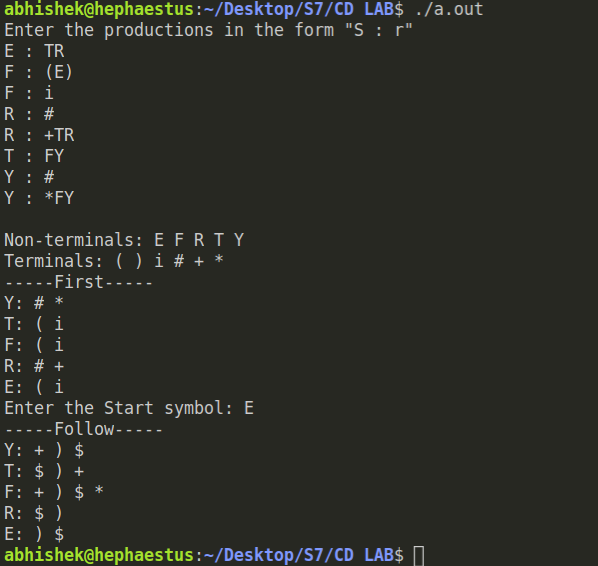 abhishek@hephaestus:~/Desktop/S7/CD LAB$ ./a.out
Enter the productions in the form "S : r"
E : TR
F : (E)
F : i
R : #
R : +TR
T : FY
Y : #
Y : *FY

Non-terminals: E F R T Y
Terminals: ( ) i # + *
-----First-----
Y: # *
T: ( i
F: ( i
R: # +
E: ( i
Enter the Start symbol: E
-----Follow-----
Y: + ) $
T: $ ) +
F: + ) $ *
R: $ )
E: ) $
abhishek@hephaestus:~/Desktop/S7/CD LAB$